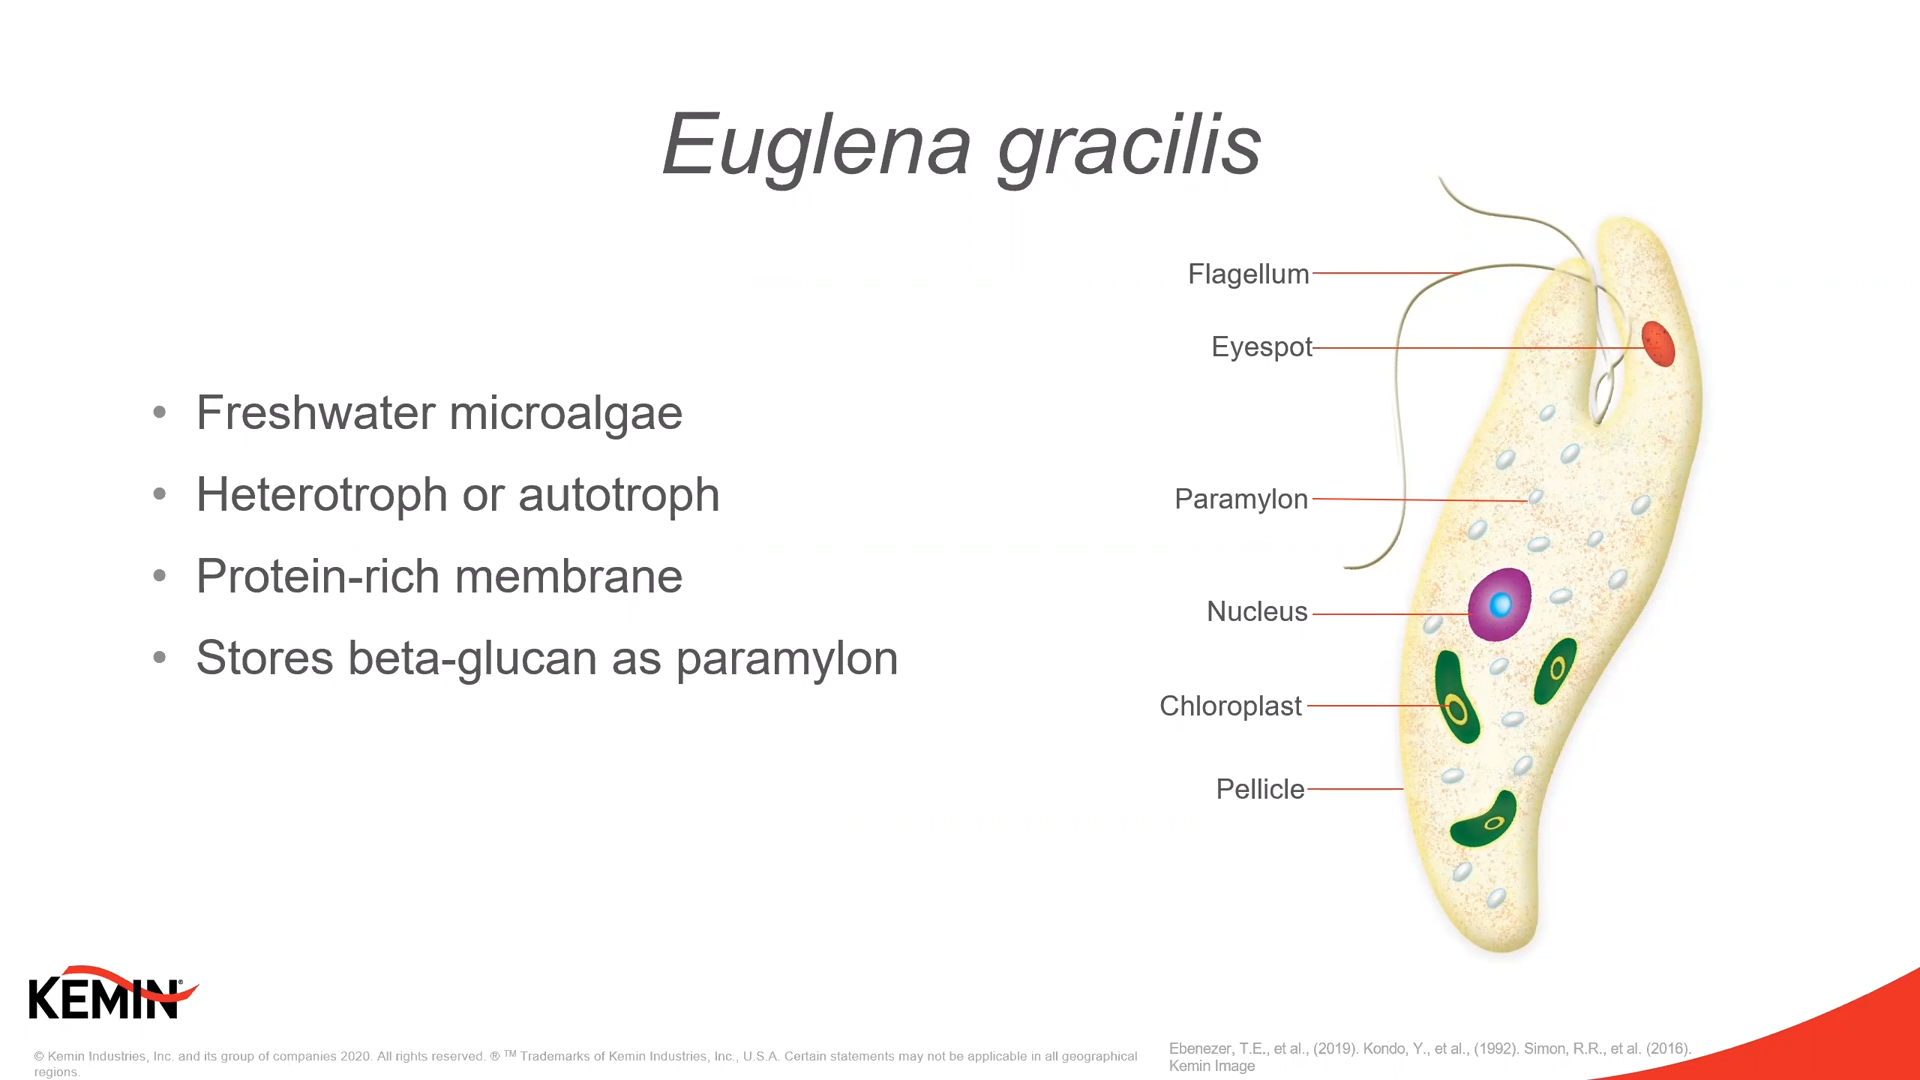 Euglena gracilis
• Freshwater microalgae
• Heterotroph or autotroph
• Protein-rich membrane
• Stores beta-glucan as paramylon
Flagellum
Eyespot
Paramylon
Nucleus
Chloroplast
Pellicle
KEMIN®
© Kemin Industries, Inc. and its group of companies 2020. All rights reserved. ® ™ Trademarks of Kemin Industries, Inc., U.S.A. Certain statements may not be applicable in all geographical
regions.
Ebenezer, T.E., et al., (2019). Kondo, Y., et al., (1992). Simon, R.R., et al. (2016).
Kemin Image